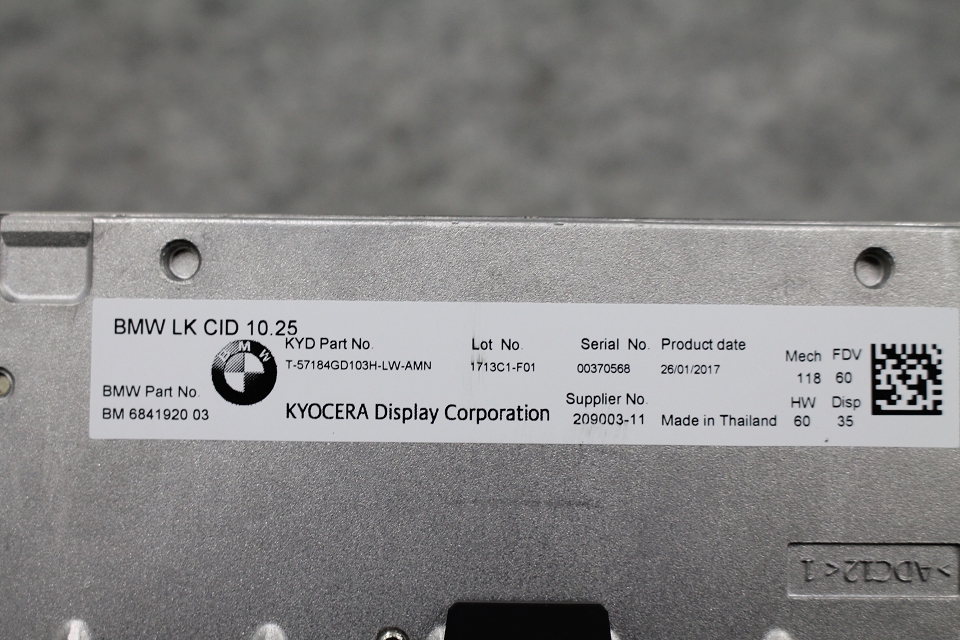 BMW LK CID 10.25
BMW
BMW Part No.
BM 6841920 03
KYD Part No.
T-57184GD103H-LW-AMN
KYOCERA Display Corporation
Lot No.
1713C1-F01
Serial No.
00370568
Supplier No.
209003-11
Product date
26/01/2017
Made in Thailand
Mech FDV
118 60
HW Disp
60 35
>ADC12<1